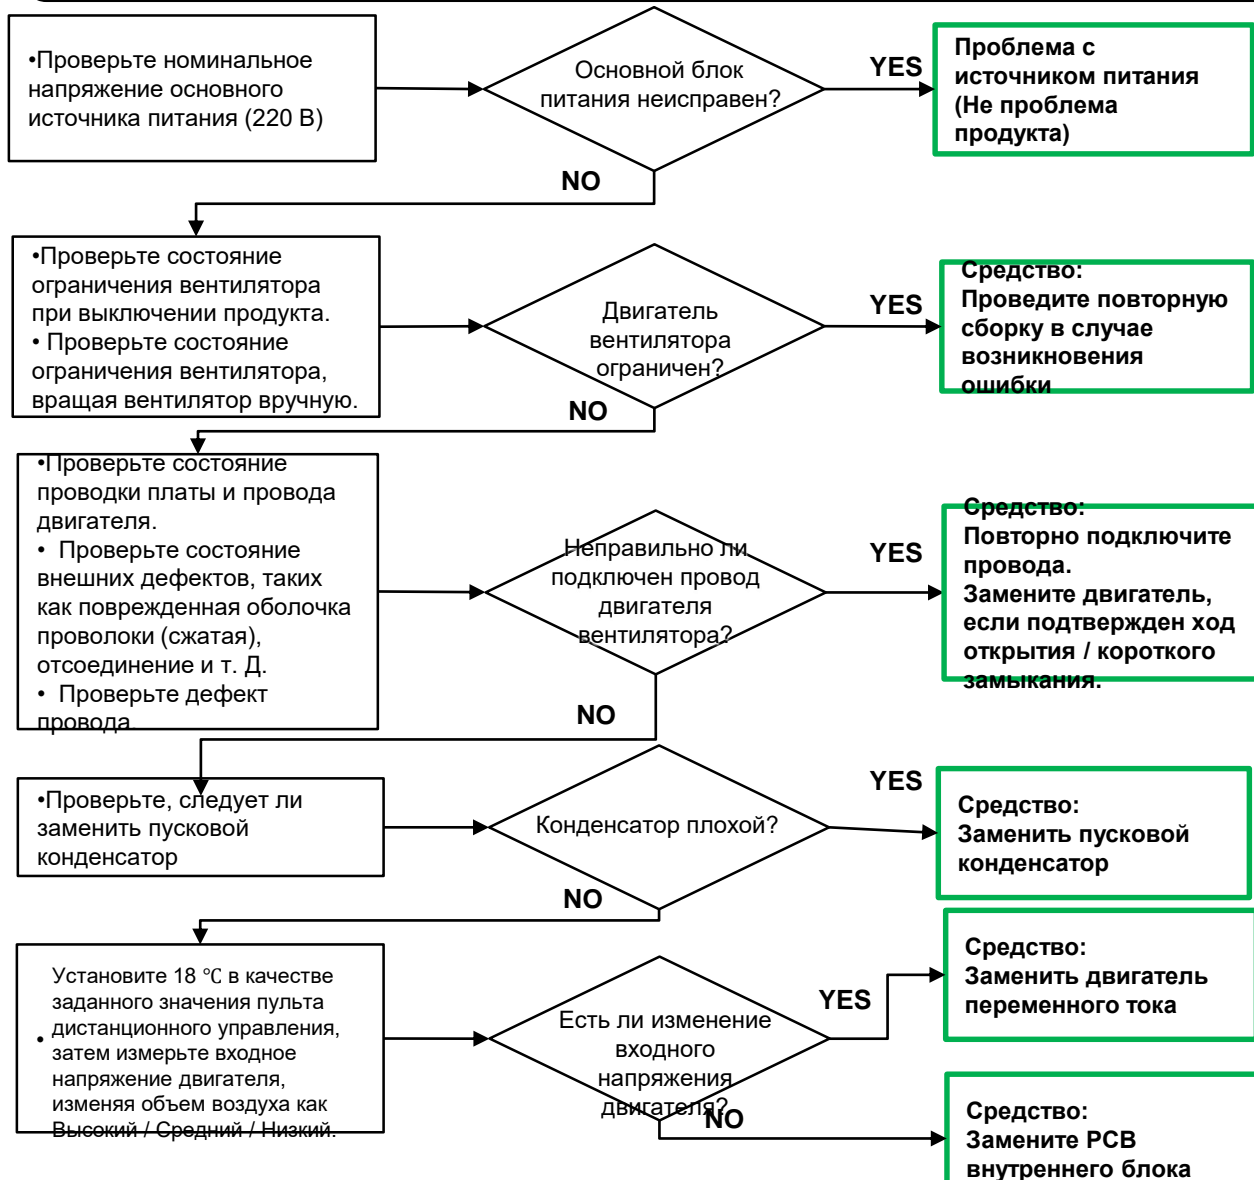 •Проверьте номинальное
напряжение основного
источника питания (220 В)
Основной блок
питания неисправен?
YES
Проблема с
источником питания
(Не проблема
продукта)
NO
•Проверьте состояние
ограничения вентилятора
при выключении продукта.
• Проверьте состояние
ограничения вентилятора,
вращая вентилятор вручную.
Двигатель
вентилятора
ограничен?
YES
Средство:
Проведите повторную
сборку в случае
возникновения
ошибки
NO
•Проверьте состояние
проводки платы и провода
двигателя.
• Проверьте состояние
внешних дефектов, таких
как поврежденная оболочка
проволоки (сжатая),
отсоединение и т. Д.
• Проверьте дефект
провода.
Неправильно ли
подключен провод
двигателя
вентилятора?
YES
Средство:
Повторно подключите
провода.
Замените двигатель,
если подтвержден ход
открытия / короткого
замыкания.
NO
•Проверьте, следует ли
заменить пусковой
конденсатор
Конденсатор плохой?
YES
Средство:
Заменить пусковой
конденсатор
NO
• Установите 18 ℃ в качестве
заданного значения пульта
дистанционного управления,
затем измерьте входное
напряжение двигателя,
изменяя объем воздуха как
Высокий / Средний / Низкий.
Есть ли изменение
входного
напряжения
двигателя?
YES
Средство:
Заменить двигатель
переменного тока
NO
Средство:
Замените PCB
внутреннего блока